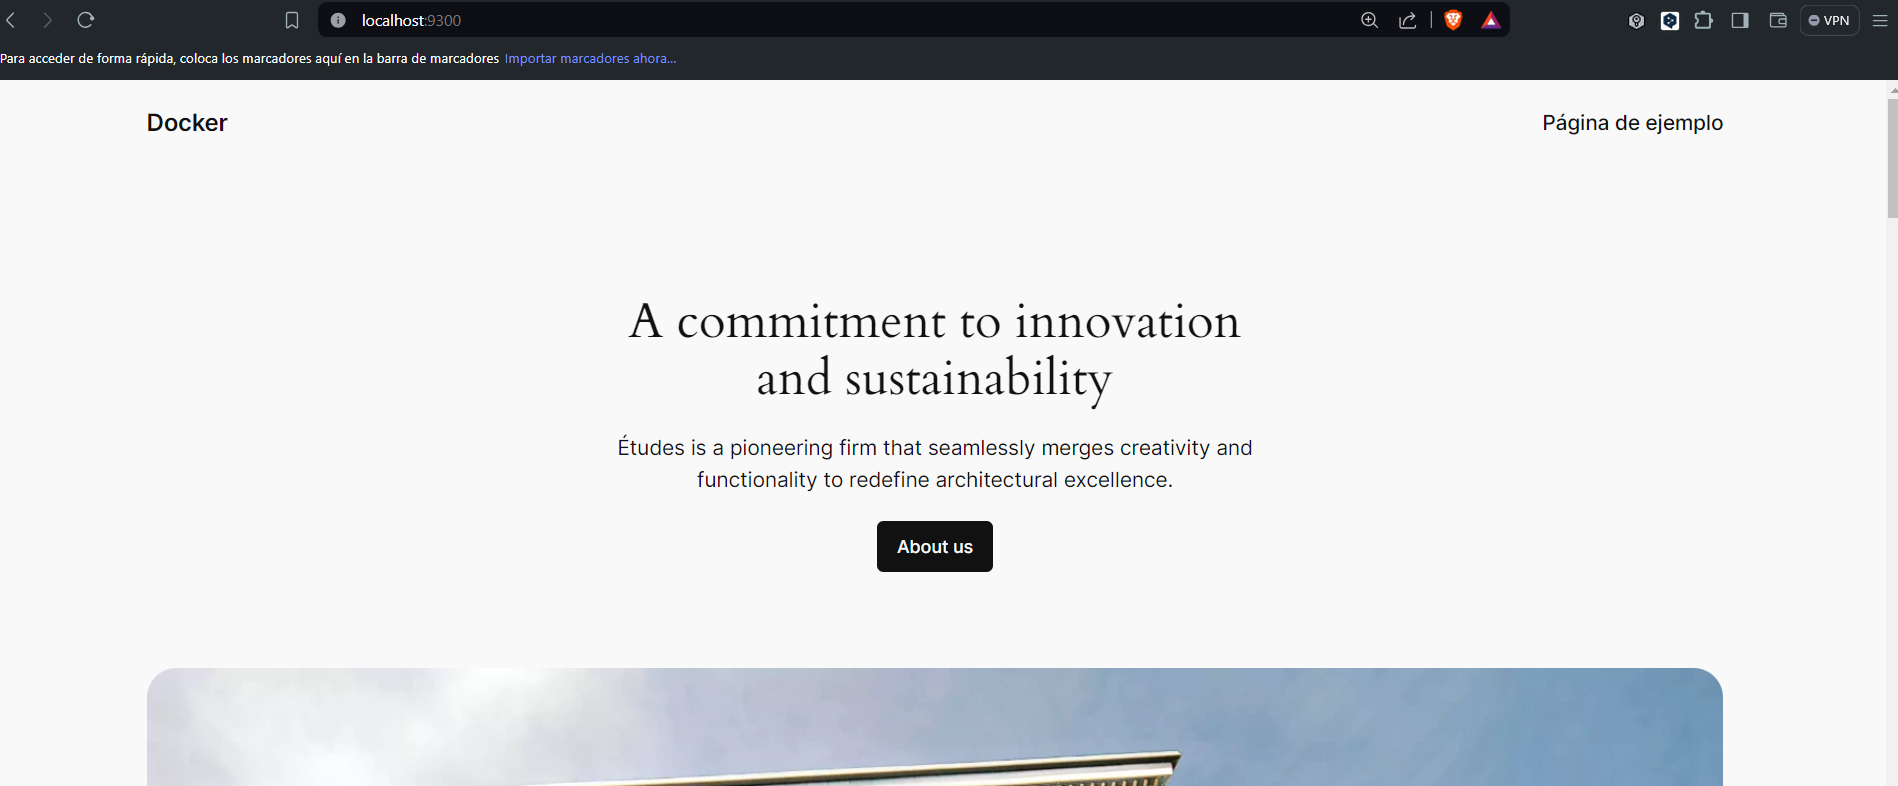 localhost:9300
VPN
Para acceder de forma rápida, coloca los marcadores aquí en la barra de marcadores Importar marcadores ahora...
Docker
Página de ejemplo
A commitment to innovation
and sustainability
Études is a pioneering firm that seamlessly merges creativity and
functionality to redefine architectural excellence.
About us